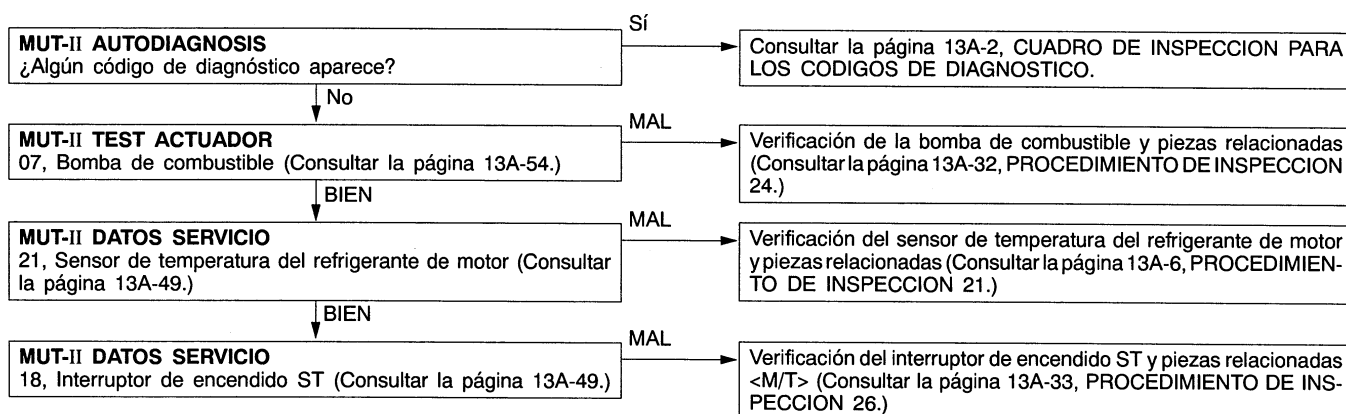 MUT-II AUTODIAGNOSIS
¿Algún código de diagnóstico aparece?
Sí
Consultar la página 13A-2, CUADRO DE INSPECCION PARA
LOS CODIGOS DE DIAGNOSTICO.
No
MUT-II TEST ACTUADOR
07, Bomba de combustible (Consultar la página 13A-54.)
MAL
Verificación de la bomba de combustible y piezas relacionadas
(Consultar la página 13A-32, PROCEDIMIENTO DE INSPECCION
24.)
BIEN
MUT-II DATOS SERVICIO
21, Sensor de temperatura del refrigerante de motor (Consultar
la página 13A-49.)
MAL
Verificación del sensor de temperatura del refrigerante de motor
y piezas relacionadas (Consultar la página 13A-6, PROCEDIMIEN-
TO DE INSPECCION 21.)
BIEN
MUT-II DATOS SERVICIO
18, Interruptor de encendido ST (Consultar la página 13A-49.)
MAL
Verificación del interruptor de encendido ST y piezas relacionadas
<M/T> (Consultar la página 13A-33, PROCEDIMIENTO DE INS-
PECCION 26.)